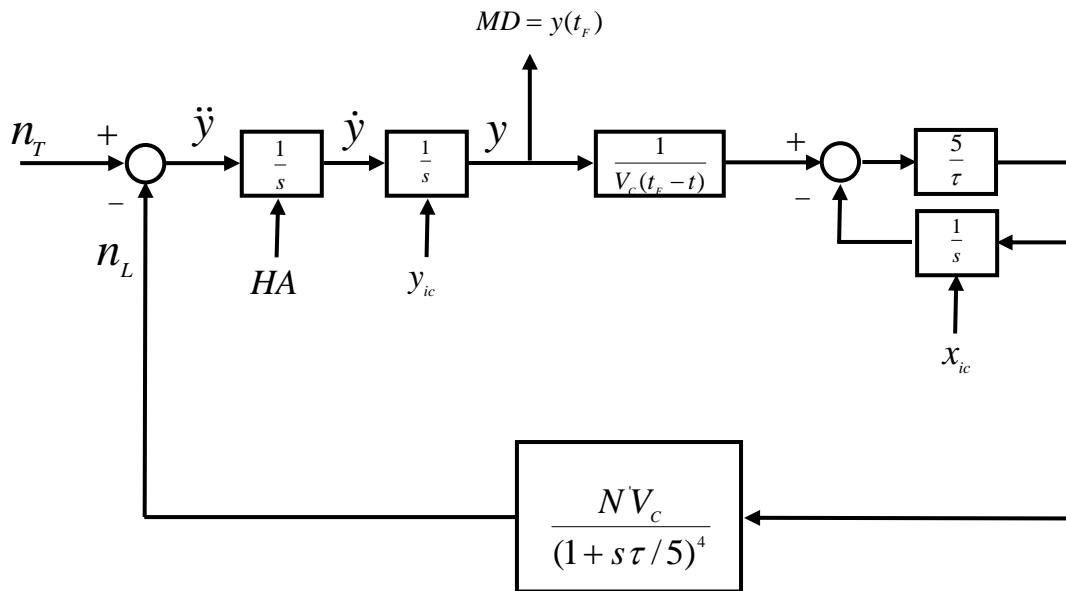 MD = y(t_F)
n_T
+
ÿ
1/s
ẏ
1/s
y
1/(V_C(t_F − t))
+
5/τ
−
−
n_L
HA
y_ic
1/s
x_ic
N'V_C/(1 + sτ/5)^4